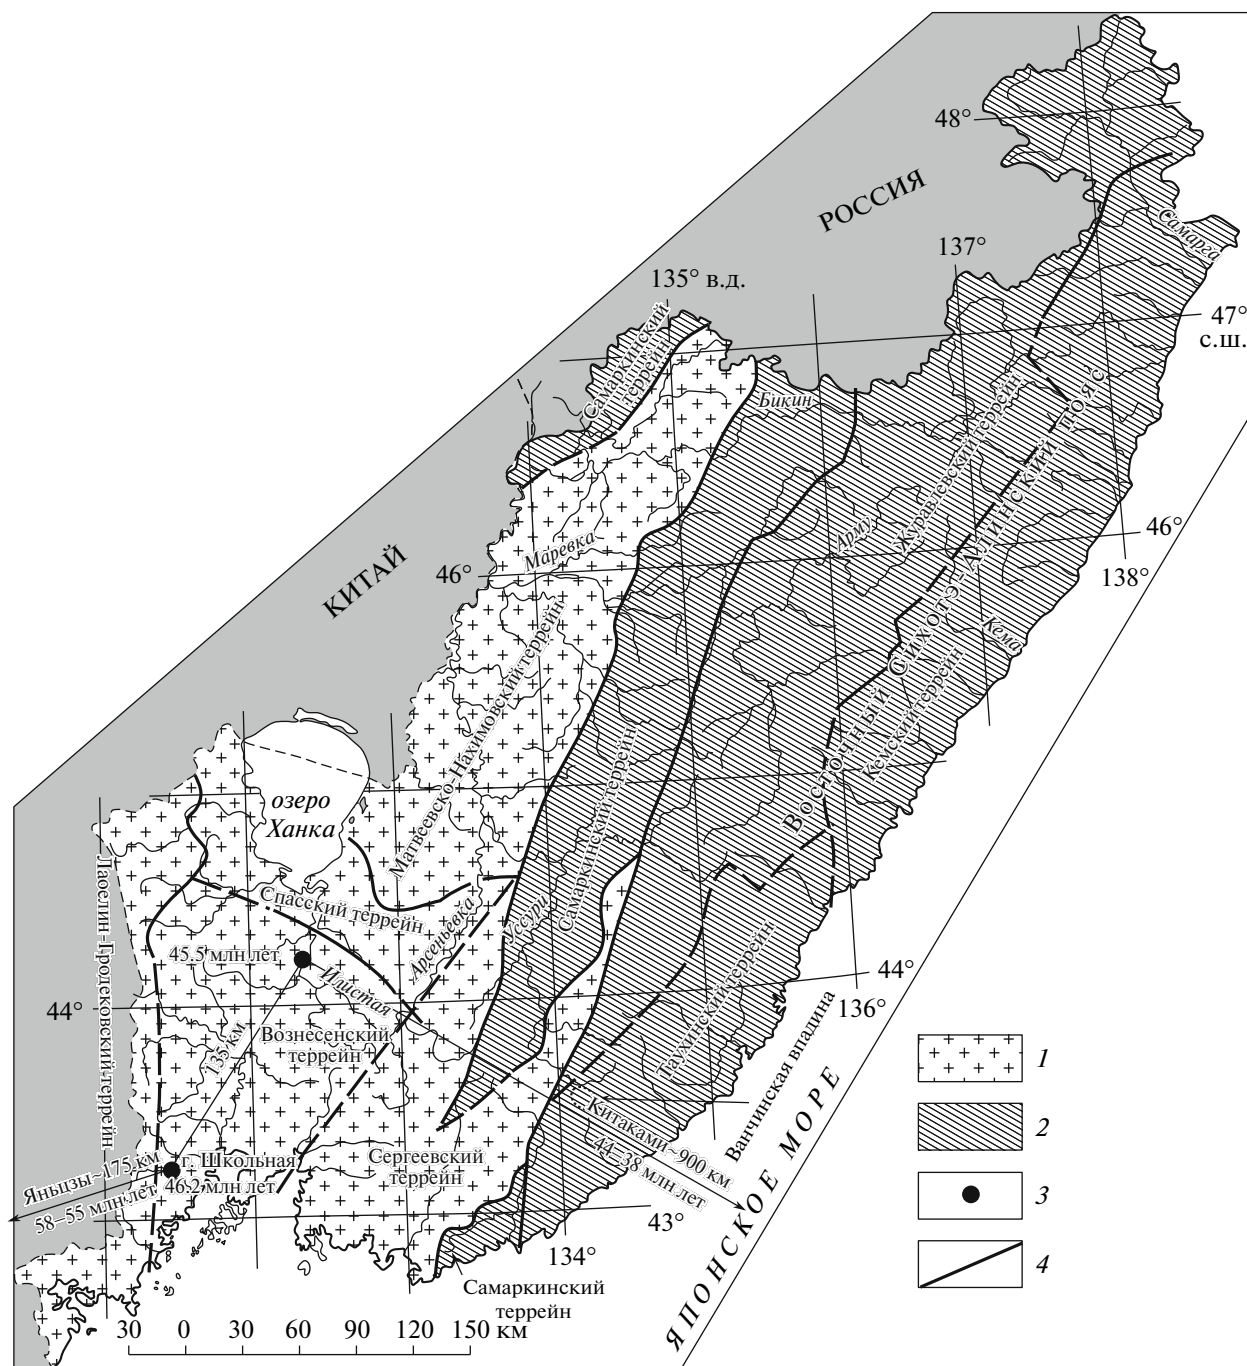 48°
РОССИЯ
Самарга
137°
135° в.д.
47°
с.ш.
Самаркинский
террейн
Бикин
Журавлевский террейн
Арму
Восточный Сихотэ-Алинский пояс
46°
138°
КИТАЙ
Маревка
46°
Кема
Кемский террейн
Матвеевско-Нахимовский террейн
Самаркинский террейн
озеро
Ханка
Уссури
Лаоелин-Гродековский террейн
Спасский террейн
Арсеньевка
45.5 млн лет
Илистая
Таухинский террейн
44°
44°
136°
135 км
Вознесенский
террейн
Ванчинская впадина
Китаками~900 км
44–38 млн лет
Сергеевский
террейн
г. Школьная
46.2 млн лет
Яньцзы~175 км
58–55 млн лет
43°
134°
Самаркинский
террейн
ЯПОНСКОЕ МОРЕ
30 0 30 60 90 120 150 км
1
2
3
4